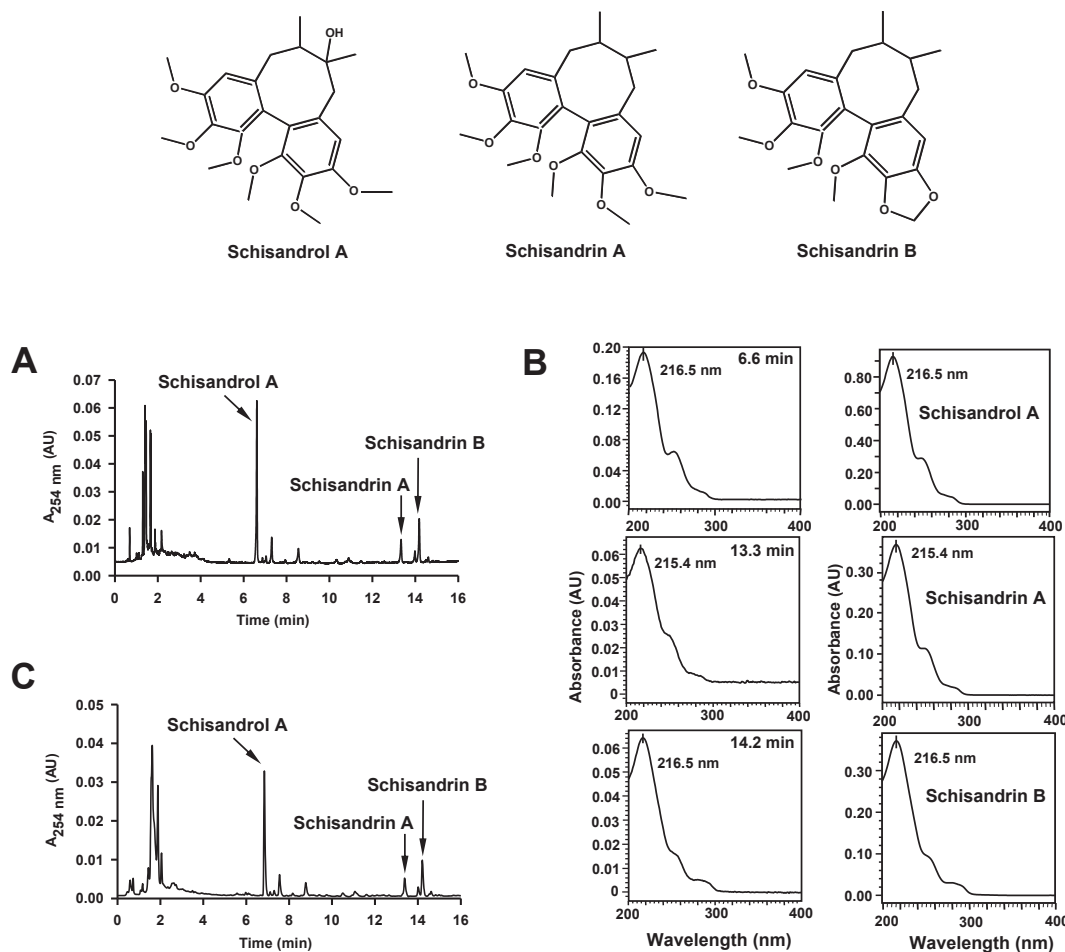 OH
O
O
O
O
O
O
Schisandrol A
O
O
O
O
O
O
Schisandrin A
O
O
O
O
O
O
Schisandrin B
A
0.07
0.06
0.05
0.04
0.03
0.02
0.01
0.00
A254 nm (AU)
Schisandrol A
Schisandrin B
Schisandrin A
0 2 4 6 8 10 12 14 16
Time (min)
C
0.05
0.04
0.03
0.02
0.01
0.00
A254 nm (AU)
Schisandrol A
Schisandrin B
Schisandrin A
0 2 4 6 8 10 12 14 16
Time (min)
B
0.20
0.16
0.12
0.08
0.04
0.00
6.6 min
216.5 nm
200 300 400
0.80
0.60
0.40
0.20
0.00
216.5 nm
Schisandrol A
200 300 400
Absorbance (AU)
0.06
0.05
0.04
0.03
0.02
0.01
0
13.3 min
215.4 nm
200 300 400
Absorbance (AU)
0.30
0.20
0.10
0.00
215.4 nm
Schisandrin A
200 300 400
0.06
0.05
0.04
0.03
0.02
0.01
0
14.2 min
216.5 nm
200 300 400
Wavelength (nm)
0.30
0.20
0.10
0.00
216.5 nm
Schisandrin B
200 300 400
Wavelength (nm)